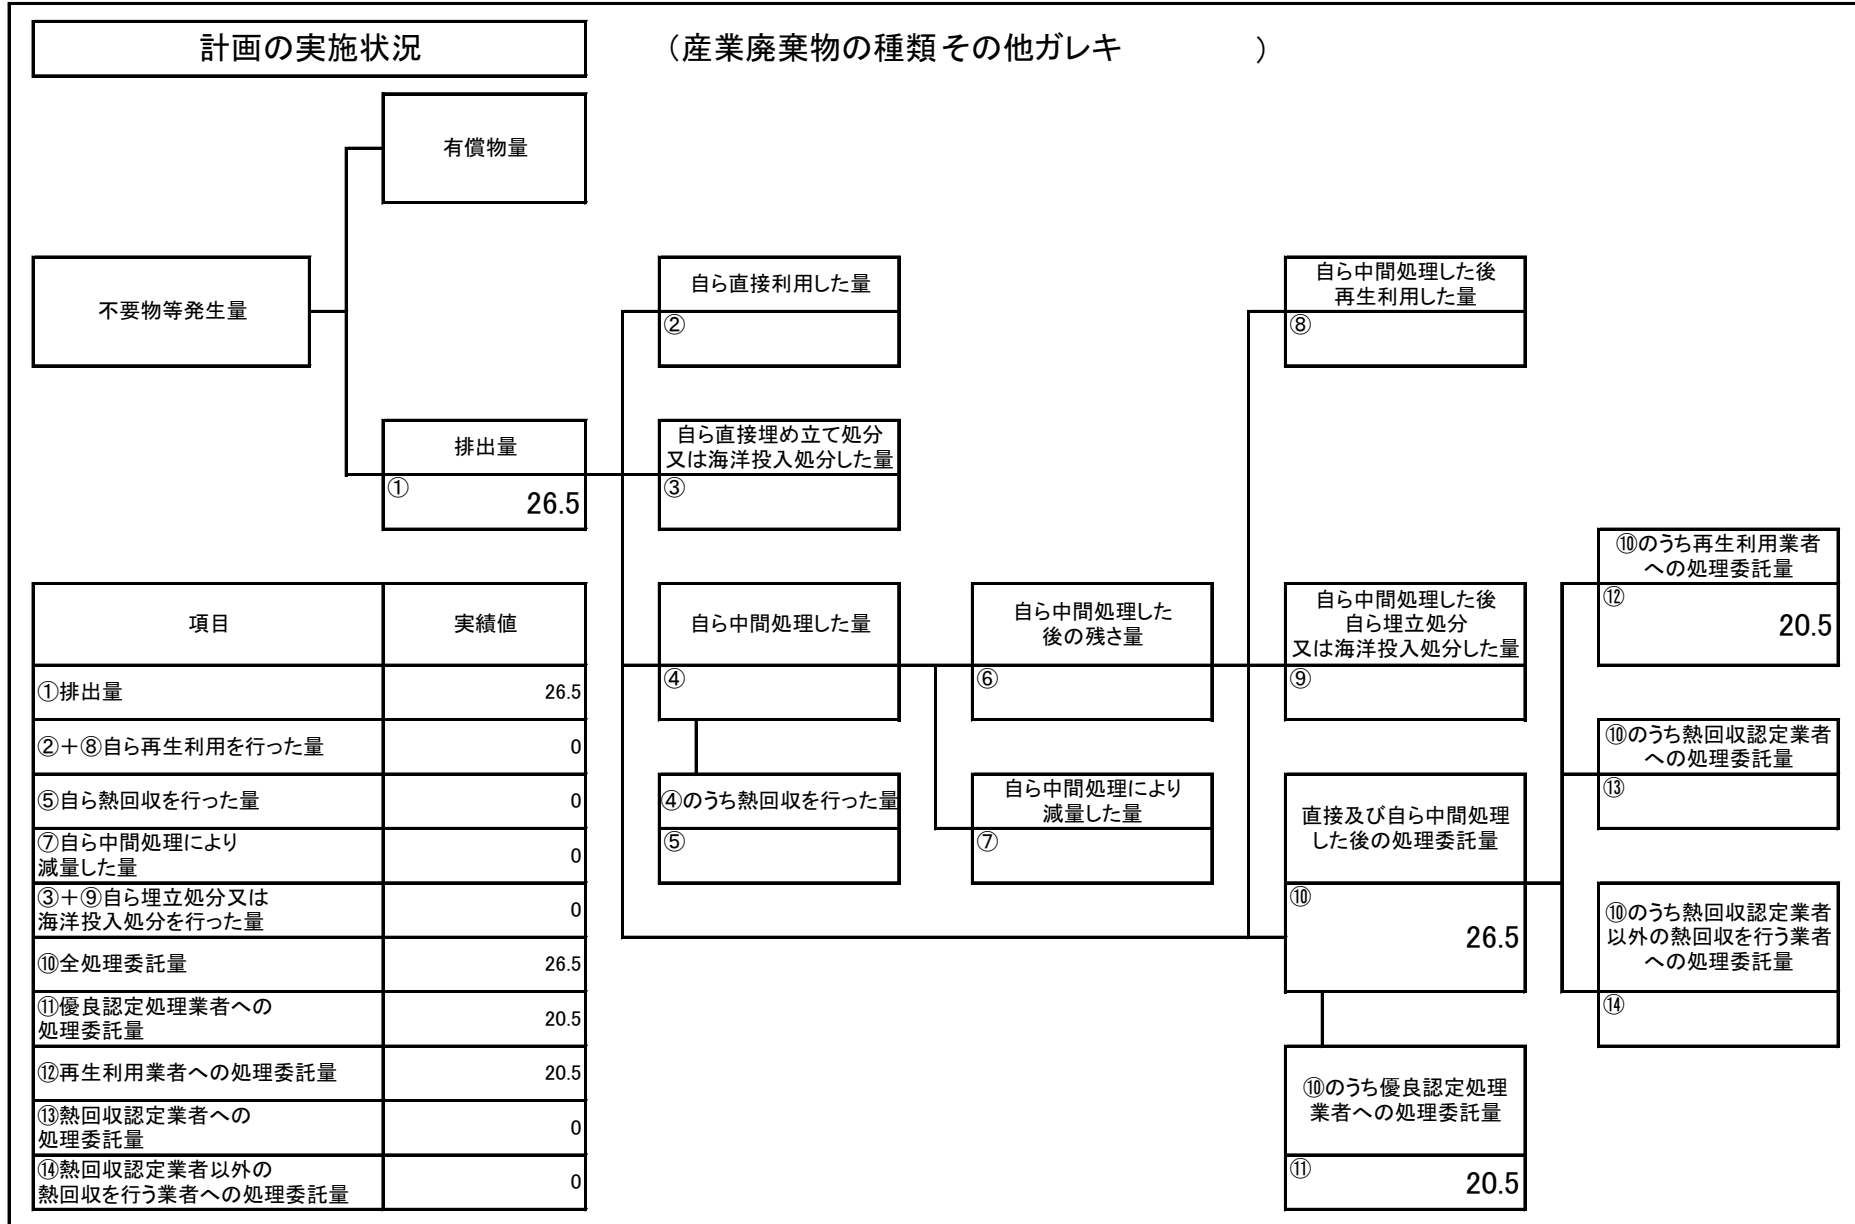 計画の実施状況
（産業廃棄物の種類その他ガレキ　　　　　）
有償物量
不要物等発生量
自ら直接利用した量
②
自ら中間処理した後
再生利用した量
⑧
排出量
①
26.5
自ら直接埋め立て処分
又は海洋投入処分した量
③
⑩のうち再生利用業者
への処理委託量
⑫
20.5
自ら中間処理した量
④
自ら中間処理した
後の残さ量
⑥
自ら中間処理した後
自ら埋立処分
又は海洋投入処分した量
⑨
⑩のうち熱回収認定業者
への処理委託量
⑬
④のうち熱回収を行った量
⑤
自ら中間処理により
減量した量
⑦
直接及び自ら中間処理
した後の処理委託量
⑩
26.5
⑩のうち熱回収認定業者
以外の熱回収を行う業者
への処理委託量
⑭
⑩のうち優良認定処理
業者への処理委託量
⑪
20.5
項目 実績値
①排出量 26.5
②＋⑧自ら再生利用を行った量 0
⑤自ら熱回収を行った量 0
⑦自ら中間処理により
減量した量 0
③＋⑨自ら埋立処分又は
海洋投入処分を行った量 0
⑩全処理委託量 26.5
⑪優良認定処理業者への
処理委託量 20.5
⑫再生利用業者への処理委託量 20.5
⑬熱回収認定業者への
処理委託量 0
⑭熱回収認定業者以外の
熱回収を行う業者への処理委託量 0